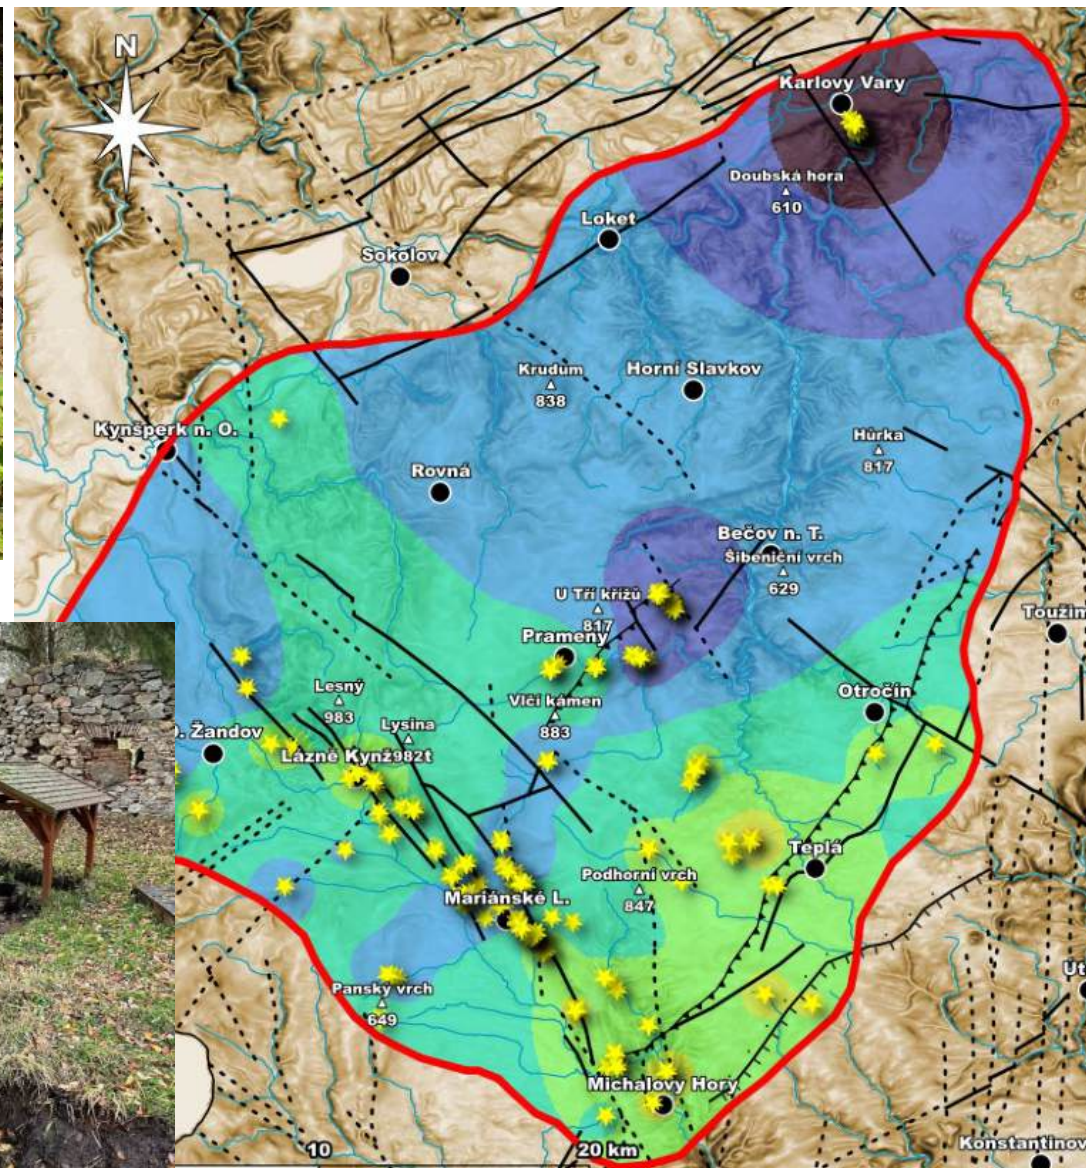 N
Karlovy Vary
Doubská hora
610
Loket
Sokolov
Krudum
838
Horní Slavkov
Kynšperk n. O.
Hůrka
817
Rovná
Bečov n. T.
Šibeniční vrch
629
U Tří křížů
817
Toužim
Prameny
Lesný
983
Vlčí kámen
883
Otročín
Lysina
982
. Žandov
Lázně Kynžt
Teplá
Podhorní vrch
847
Mariánské L.
Panský vrch
649
Út
Michalovy Hory
10
20 km
Konstantinov